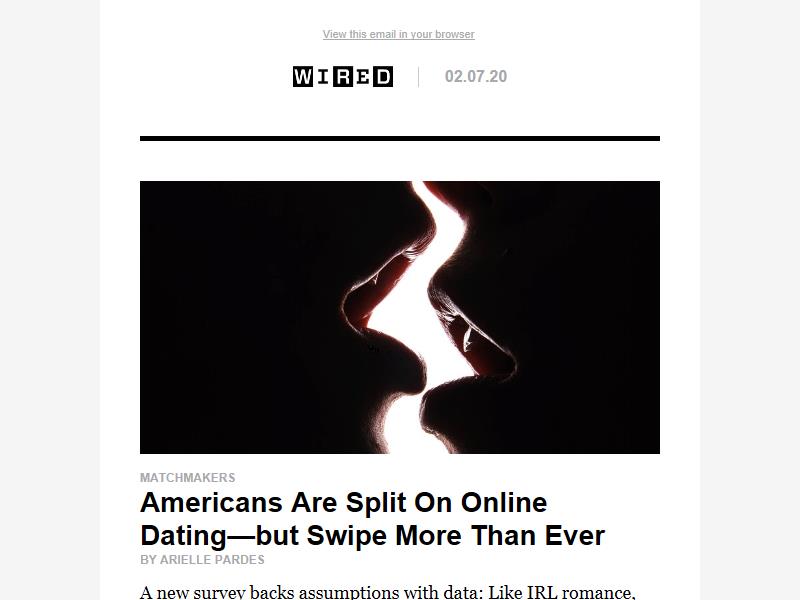 View this email in your browser
WIRED 02.07.20
MATCHMAKERS
Americans Are Split On Online
Dating—but Swipe More Than Ever
BY ARIELLE PARDES
A new survey backs assumptions with data: Like IRL romance,